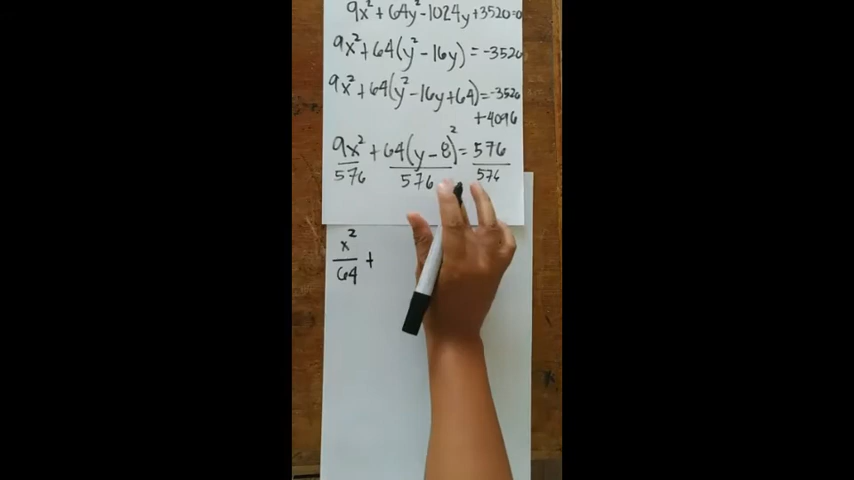 9x² + 64y² - 1024y + 3520 = 0
9x² + 64(y² - 16y) = -3520
9x² + 64(y² - 16y + 64) = -3520
+4096
9x² + 64(y - 8)² = 576
576 576 576
x²
64 +